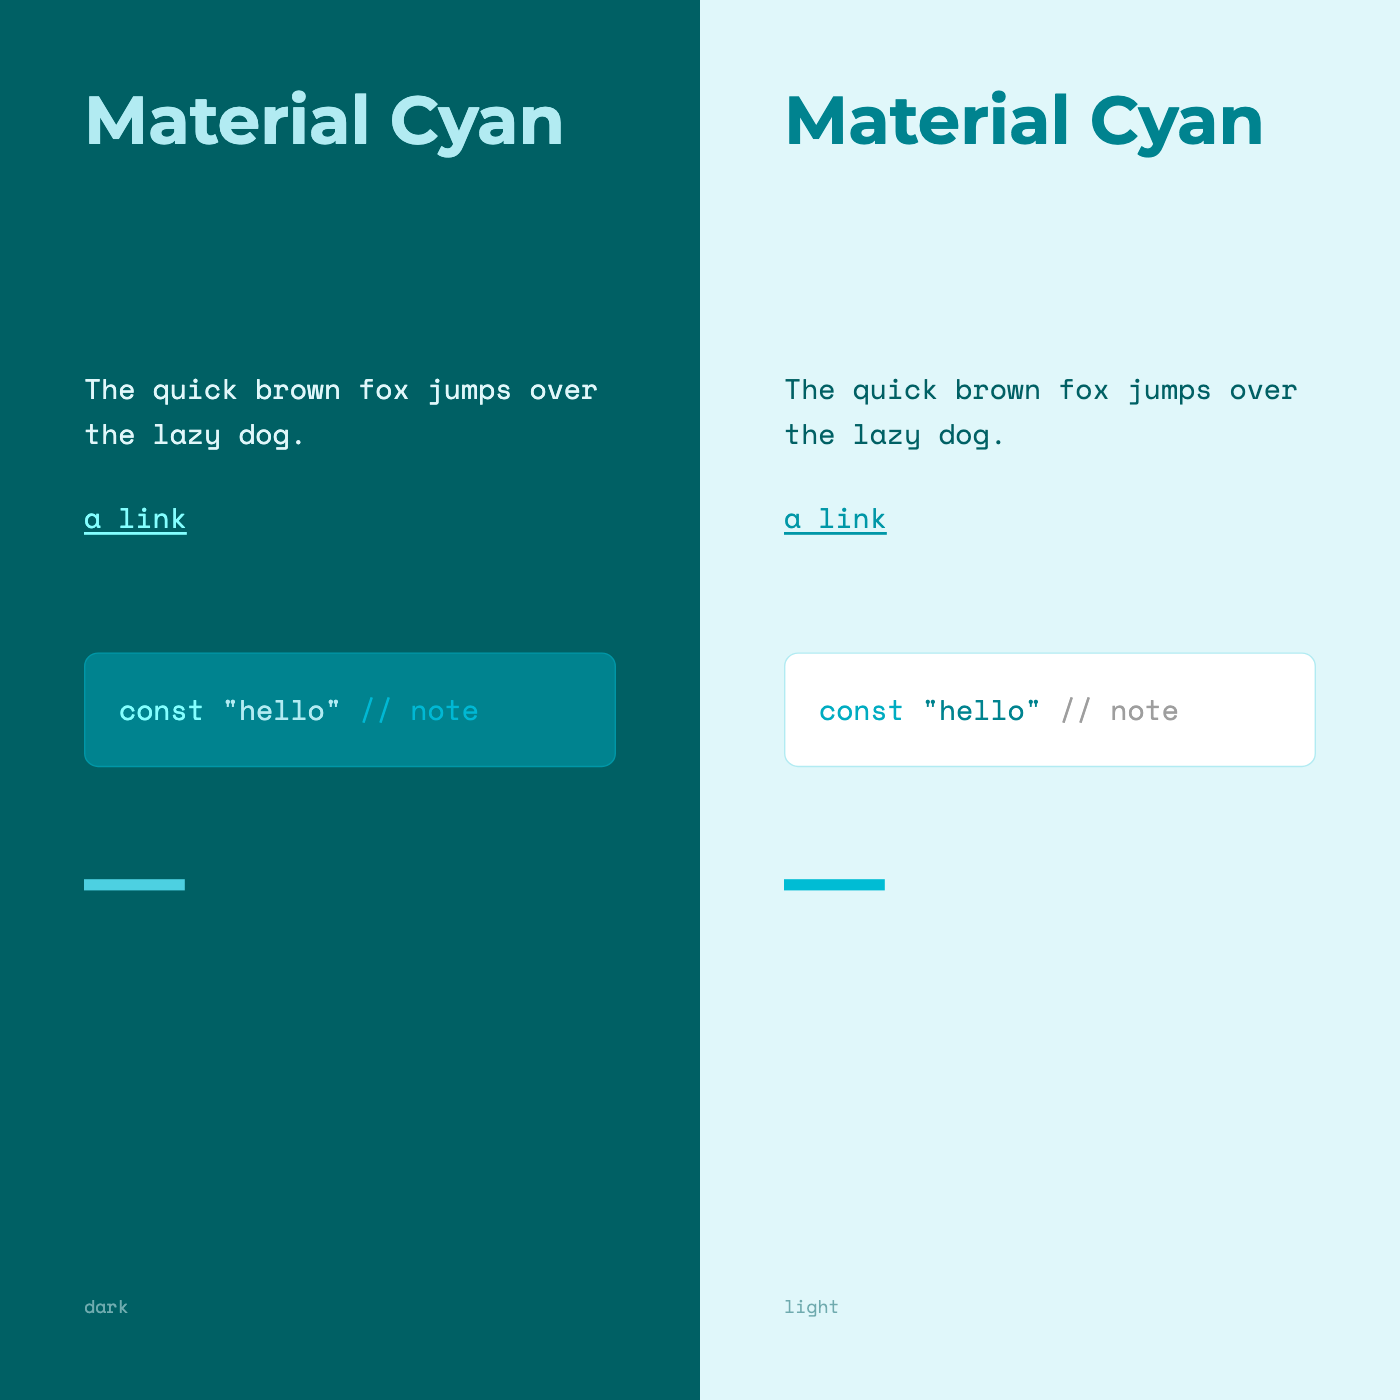 Material Cyan
The quick brown fox jumps over
the lazy dog.
a link
const "hello" // note
dark
Material Cyan
The quick brown fox jumps over
the lazy dog.
a link
const "hello" // note
light